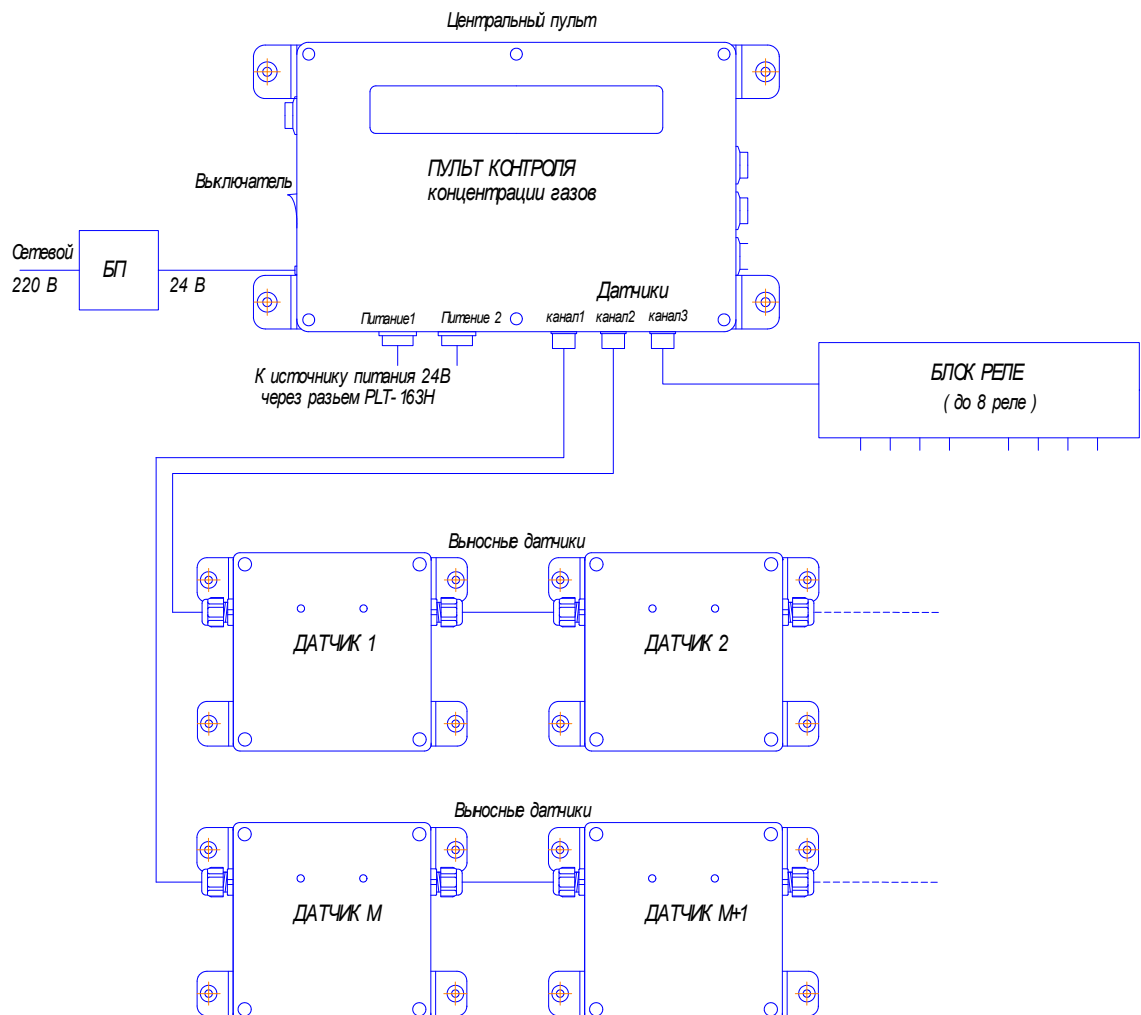 Центральный пульт
ПУЛЬТ КОНТРОЛЯ
концентрации газов
Выключатель
Сетевой
220 В
БП
24 В
Датчики
Питание1
Питение 2
канал1
канал2
канал3
К источнику питания 24В
через разьем PLT-163Н
БЛОК РЕЛЕ
( до 8 реле )
Выносные датчики
ДАТЧИК 1
ДАТЧИК 2
Выносные датчики
ДАТЧИК М
ДАТЧИК М+1